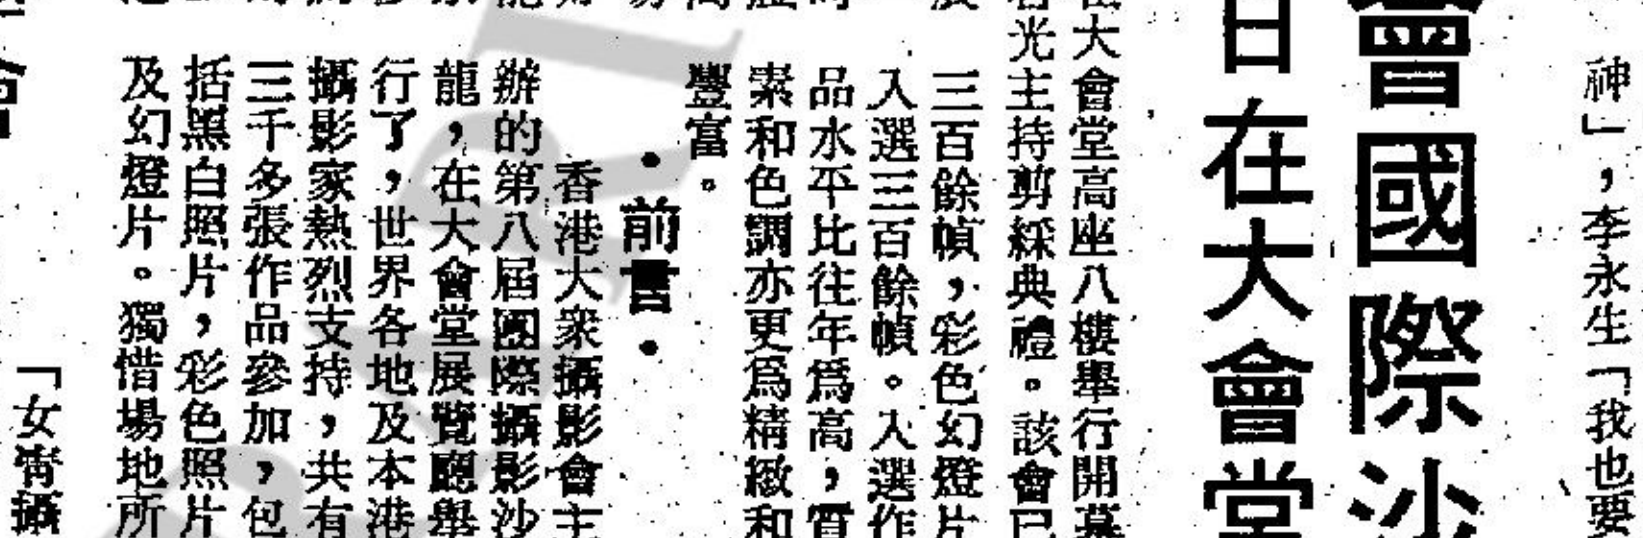 神」，李永生「我也要
會國際沙
日在大會堂
大會堂高座八樓舉行開幕
光主持剪綵典禮。該會已
三百餘幀，彩色幻燈片
入選三百餘幀。入選作
品水平比往年爲高，質
素和色調亦更爲精緻和
豐富。
·前言·
香港大衆攝影會主
辦的第八屆國際攝影沙
龍，在大會堂展覽廳舉
行了，世界各地及本港
攝影家熱烈支持，共有
三千多張作品參加，包
括黑白照片，彩色照片
及幻燈片。獨惜場地所
「女靑攝